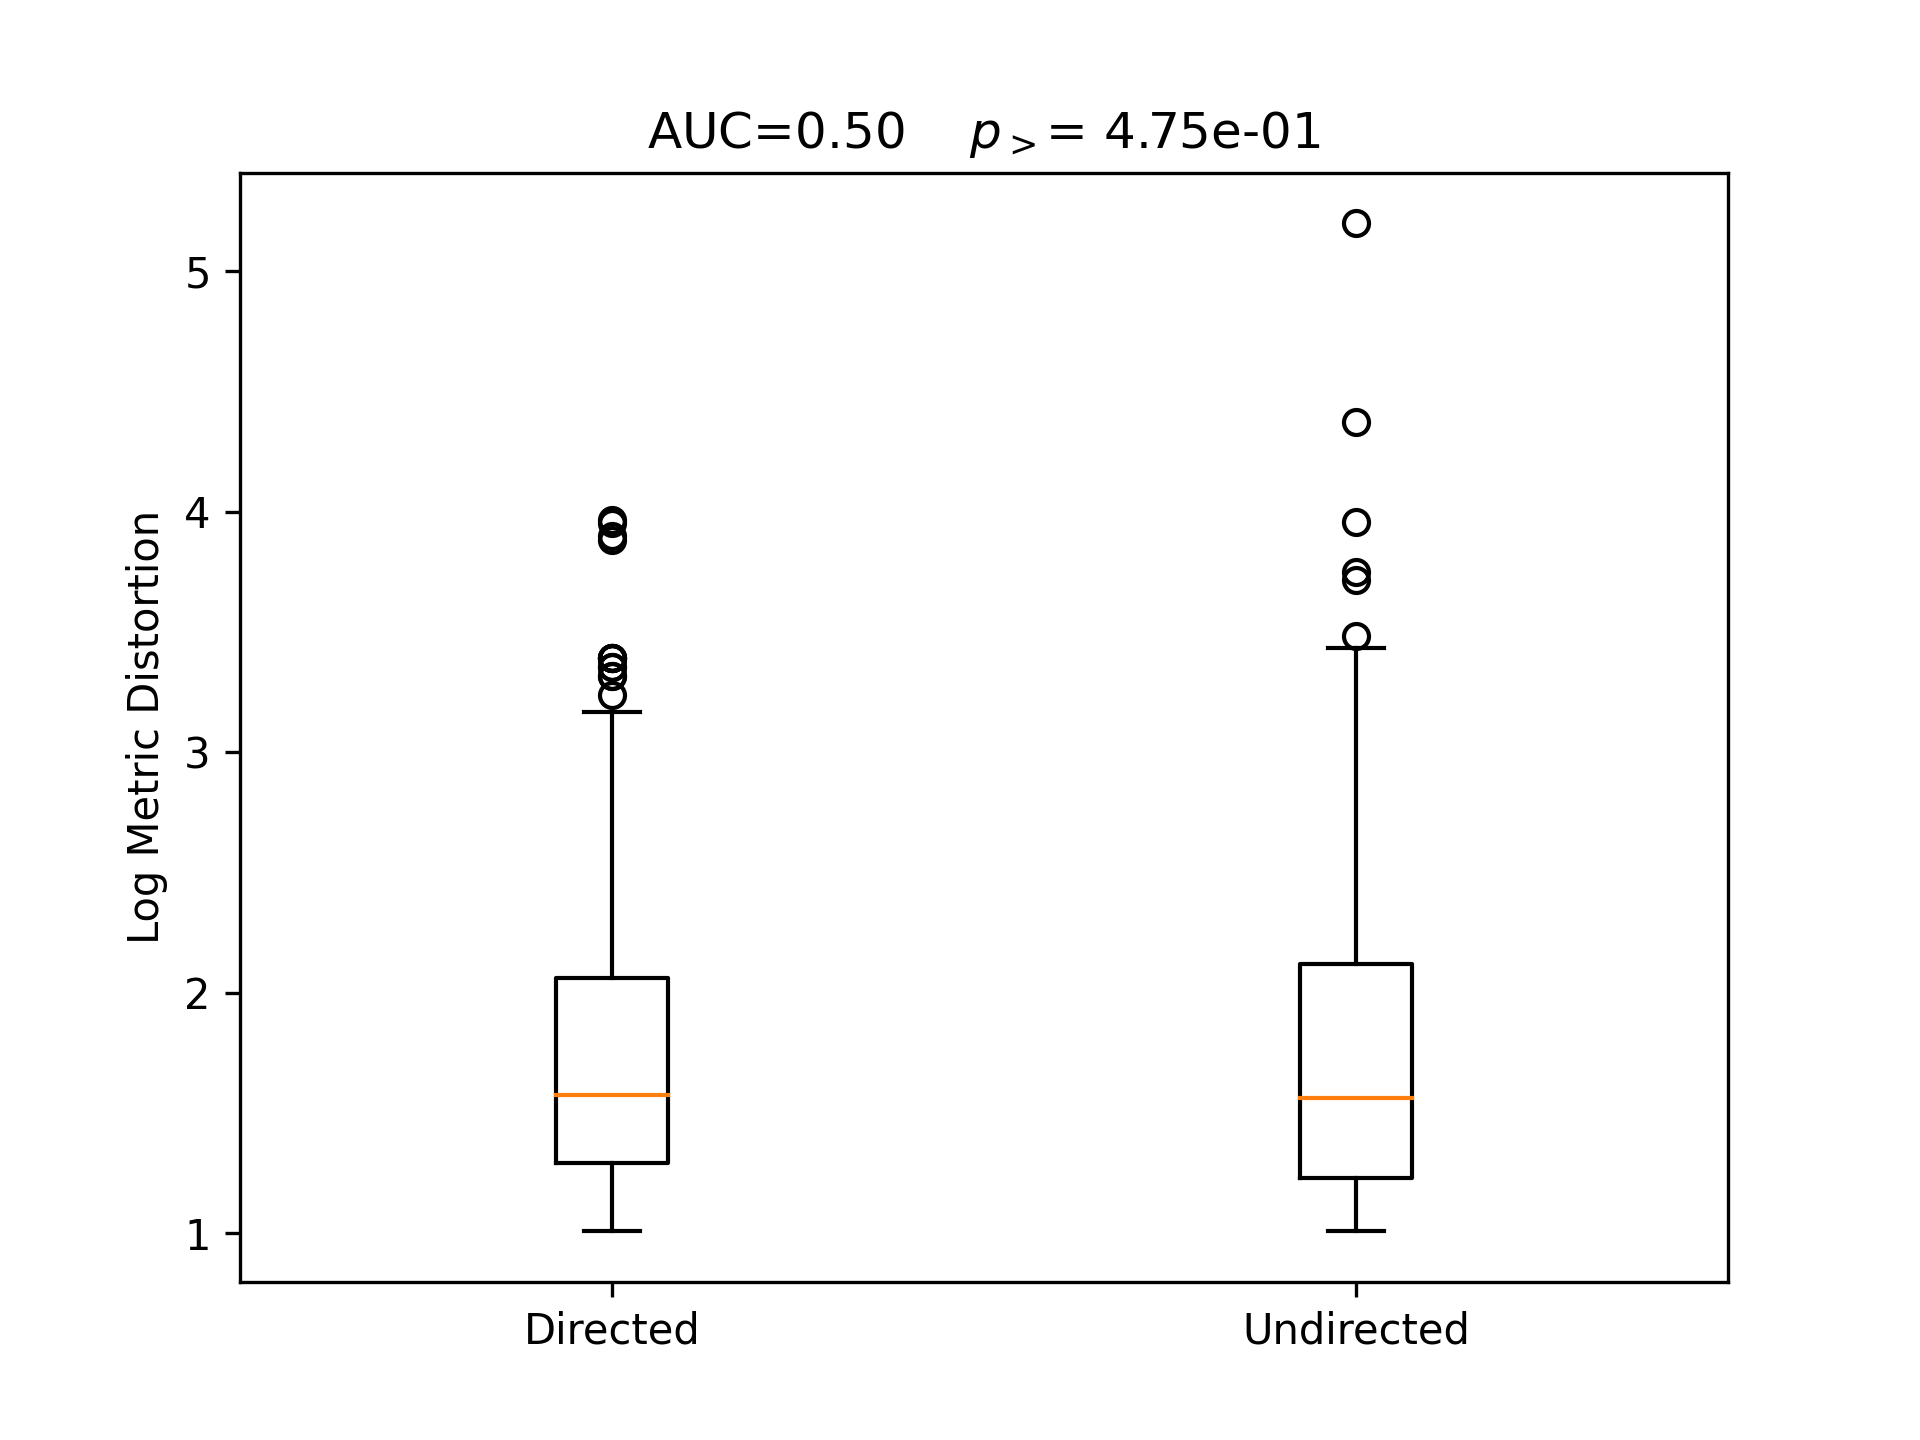 AUC=0.50 p> = 4.75e-01
Log Metric Distortion
5
4
3
2
1
Directed
Undirected